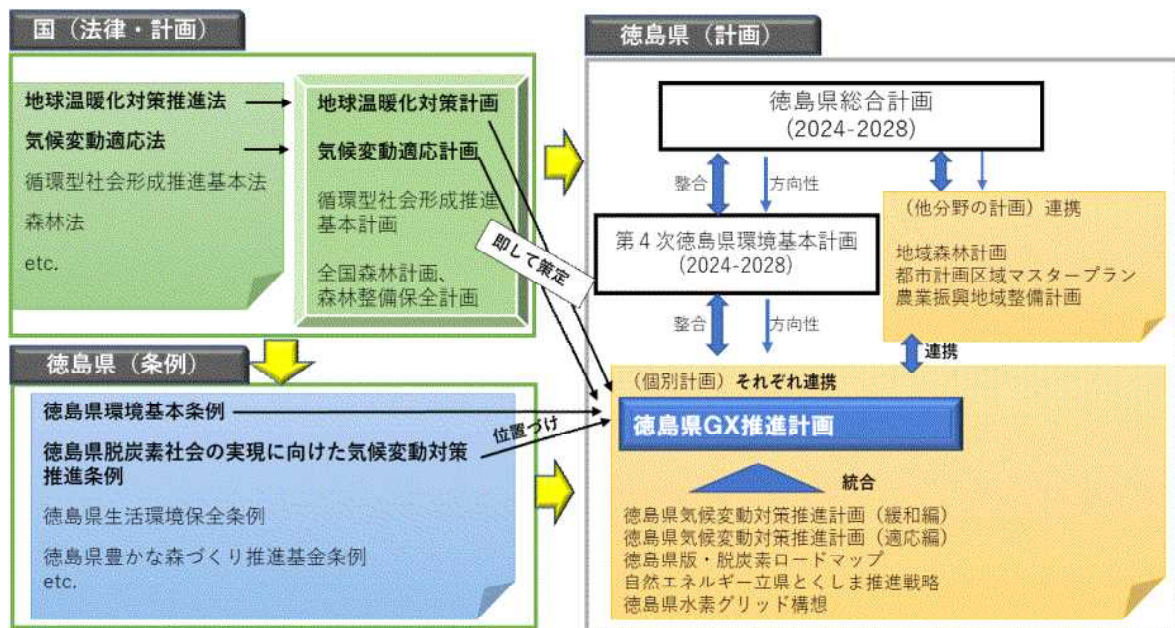 国（法律・計画）
地球温暖化対策推進法
気候変動適応法
循環型社会形成推進基本法
森林法
etc.
地球温暖化対策計画
気候変動適応計画
循環型社会形成推進
基本計画
全国森林計画、
森林整備保全計画
即して策定
徳島県（条例）
徳島県環境基本条例
徳島県脱炭素社会の実現に向けた気候変動対策
推進条例
徳島県生活環境保全条例
徳島県豊かな森づくり推進基金条例
etc.
位置づけ
徳島県（計画）
徳島県総合計画
(2024-2028)
整合
方向性
第４次徳島県環境基本計画
(2024-2028)
（他分野の計画）連携
地域森林計画
都市計画区域マスタープラン
農業振興地域整備計画
整合
方向性
連携
（個別計画）それぞれ連携
徳島県GX推進計画
統合
徳島県気候変動対策推進計画（緩和編）
徳島県気候変動対策推進計画（適応編）
徳島県版・脱炭素ロードマップ
自然エネルギー立県とくしま推進戦略
徳島県水素グリッド構想